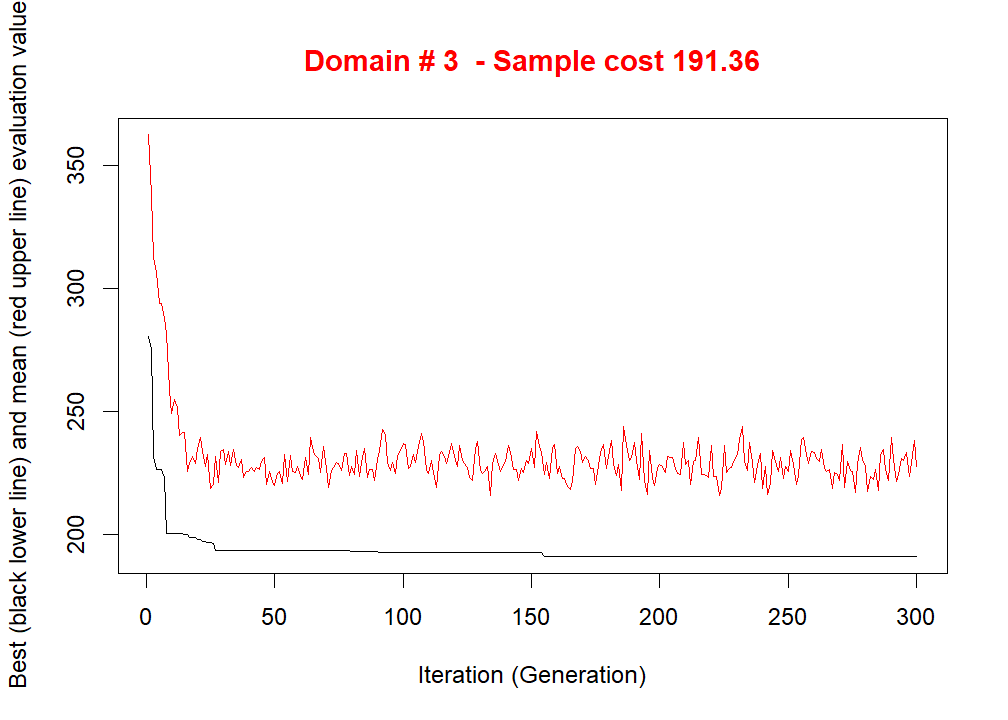 Domain # 3  - Sample cost 191.36
Best (black lower line) and mean (red upper line) evaluation value
350
300
250
200
0 50 100 150 200 250 300
Iteration (Generation)